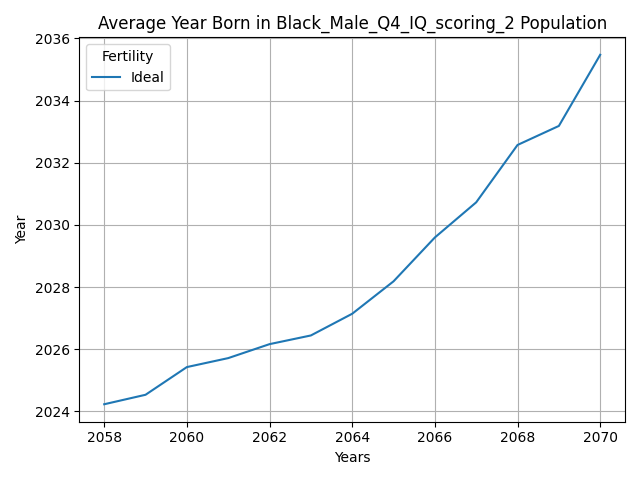 Average Year Born in Black_Male_Q4_IQ_scoring_2 Population
2036
2034
2032
2030
2028
2026
2024
Year
Fertility
Ideal
2058 2060 2062 2064 2066 2068 2070
Years